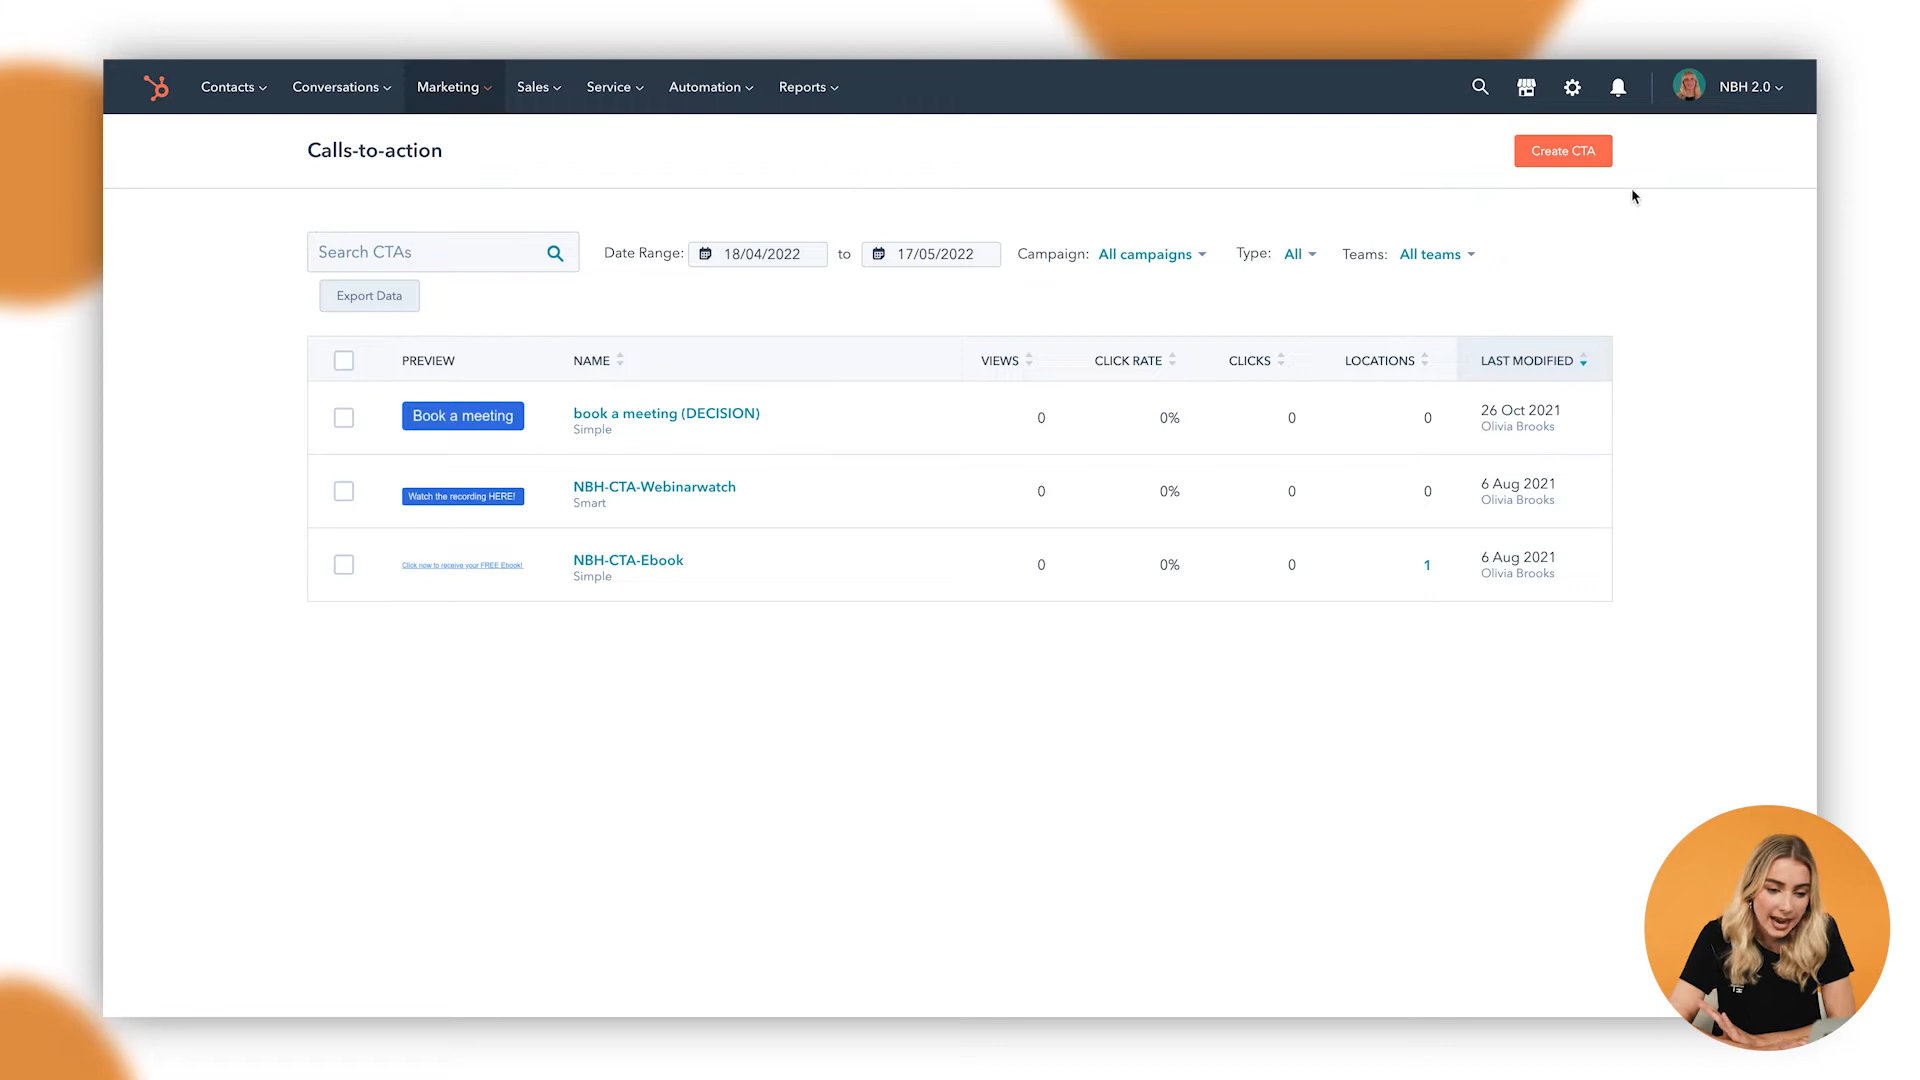 Contacts Conversations Marketing Sales Service Automation Reports NBH 2.0
Calls-to-action Create CTA
Search CTAs Date Range: 18/04/2022 to 17/05/2022 Campaign: All campaigns Type: All Teams: All teams
Export Data
PREVIEW NAME VIEWS CLICK RATE CLICKS LOCATIONS LAST MODIFIED
Book a meeting book a meeting (DECISION) 0 0% 0 0 26 Oct 2021
Simple Olivia Brooks
Watch the recording HERE! NBH-CTA-Webinarwatch 0 0% 0 0 6 Aug 2021
Smart Olivia Brooks
Click now to receive your FREE Ebook! NBH-CTA-Ebook 0 0% 0 1 6 Aug 2021
Simple Olivia Brooks